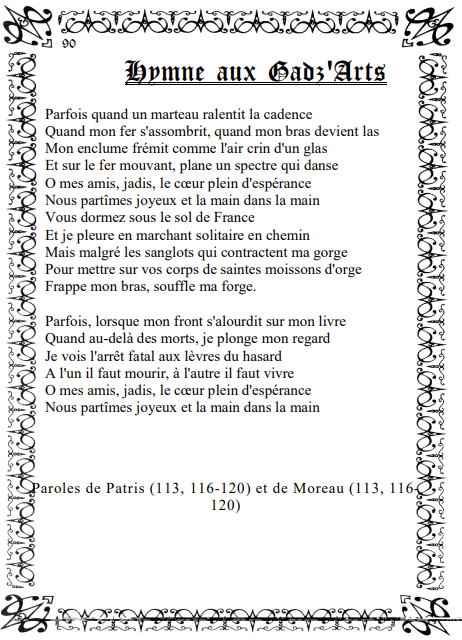 90
Hymne aux Gadz'Arts
Parfois quand un marteau ralentit la cadence
Quand mon fer s'assombrit, quand mon bras devient las
Mon enclume frémit comme l'air crin d'un glas
Et sur le fer mouvant, plane un spectre qui danse
O mes amis, jadis, le cœur plein d'espérance
Nous partîmes joyeux et la main dans la main
Vous dormez sous le sol de France
Et je pleure en marchant solitaire en chemin
Mais malgré les sanglots qui contractent ma gorge
Pour mettre sur vos corps de saintes moissons d'orge
Frappe mon bras, souffle ma forge.
Parfois, lorsque mon front s'alourdit sur mon livre
Quand au-delà des morts, je plonge mon regard
Je vois l'arrêt fatal aux lèvres du hasard
A l'un il faut mourir, à l'autre il faut vivre
O mes amis, jadis, le cœur plein d'espérance
Nous partîmes joyeux et la main dans la main
Paroles de Patris (113, 116-120) et de Moreau (113, 116-
120)